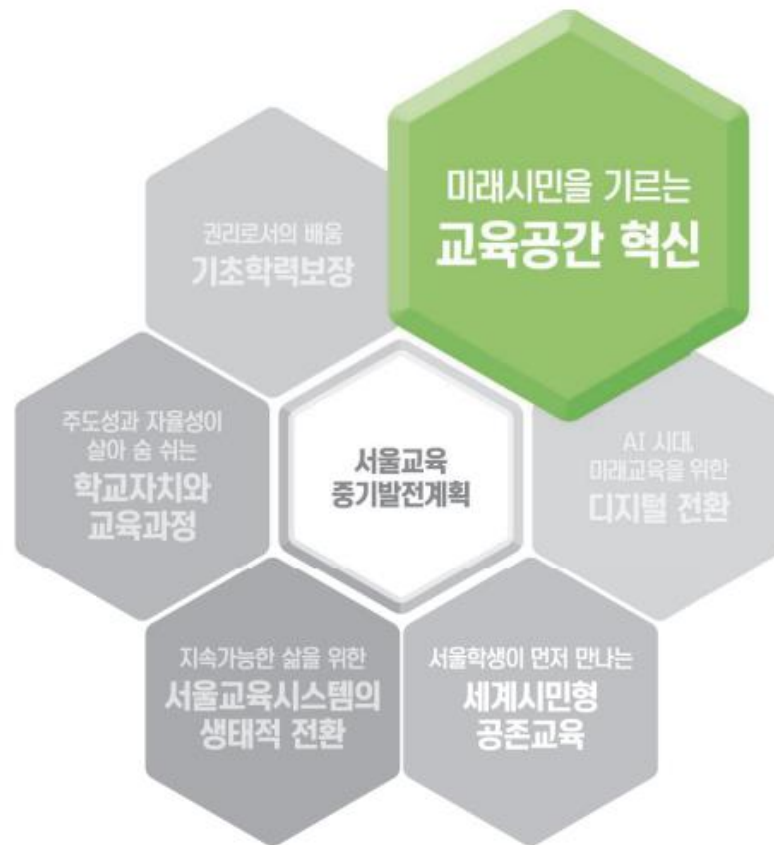 미래시민을 기르는
교육공간 혁신
권리로서의 배움
기초학력보장
주도성과 자율성이
살아 숨 쉬는
학교자치와
교육과정
서울교육
중기발전계획
AI 시대,
미래교육을 위한
디지털 전환
지속가능한 삶을 위한
서울교육시스템의
생태적 전환
서울학생이 먼저 만나는
세계시민형
공존교육